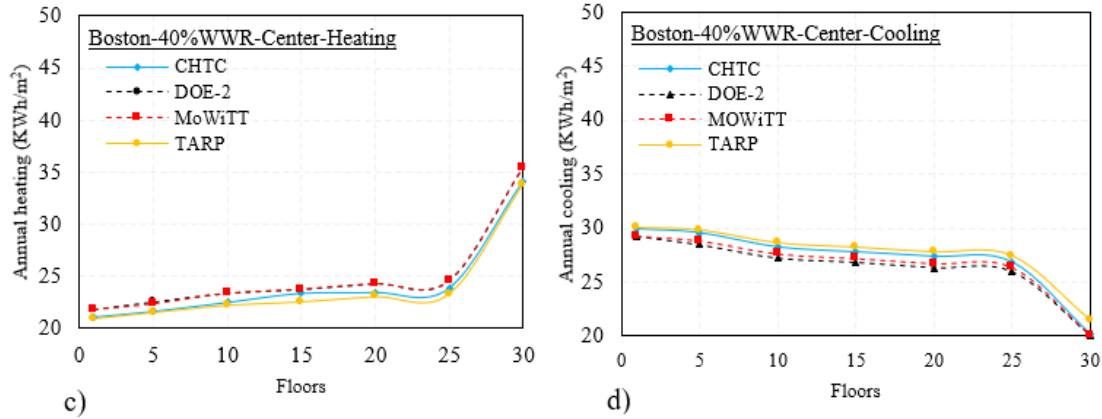 Boston-40%WWR-Center-Heating
CHTC
DOE-2
MoWiTT
TARP
Annual heating (KWh/m²)
50
45
40
35
30
25
20
0 5 10 15 20 25 30
Floors
c)
Boston-40%WWR-Center-Cooling
CHTC
DOE-2
MOWiTT
TARP
Annual cooling (KWh/m²)
50
45
40
35
30
25
20
0 5 10 15 20 25 30
Floors
d)